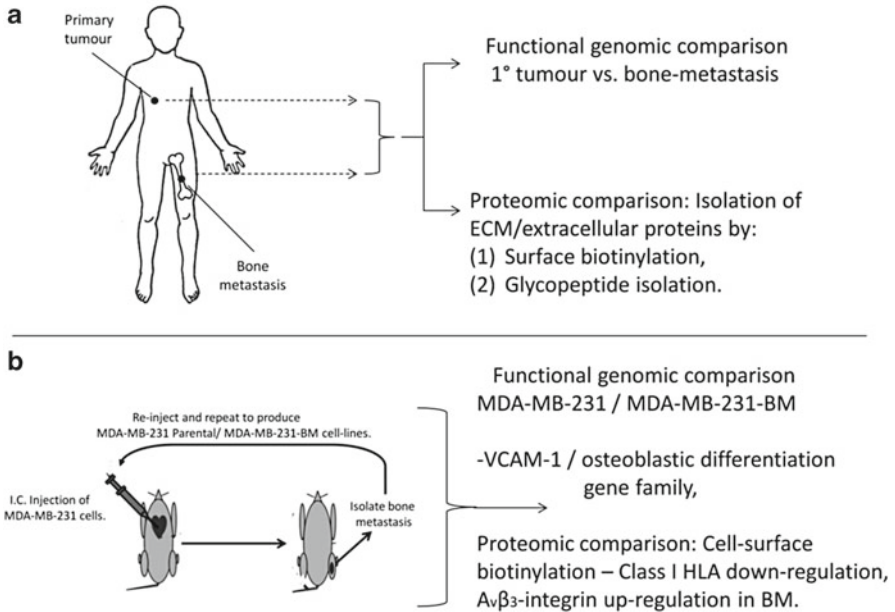 a
Primary
tumour
Bone
metastasis
Functional genomic comparison
1° tumour vs. bone-metastasis
Proteomic comparison: Isolation of
ECM/extracellular proteins by:
(1) Surface biotinylation,
(2) Glycopeptide isolation.
b
Re-inject and repeat to produce
MDA-MB-231 Parental/ MDA-MB-231-BM cell-lines.
I.C. Injection of
MDA-MB-231 cells.
Isolate bone
metastasis
Functional genomic comparison
MDA-MB-231 / MDA-MB-231-BM
-VCAM-1 / osteoblastic differentiation
gene family,
Proteomic comparison: Cell-surface
biotinylation – Class I HLA down-regulation,
Aᵥβ₃-integrin up-regulation in BM.